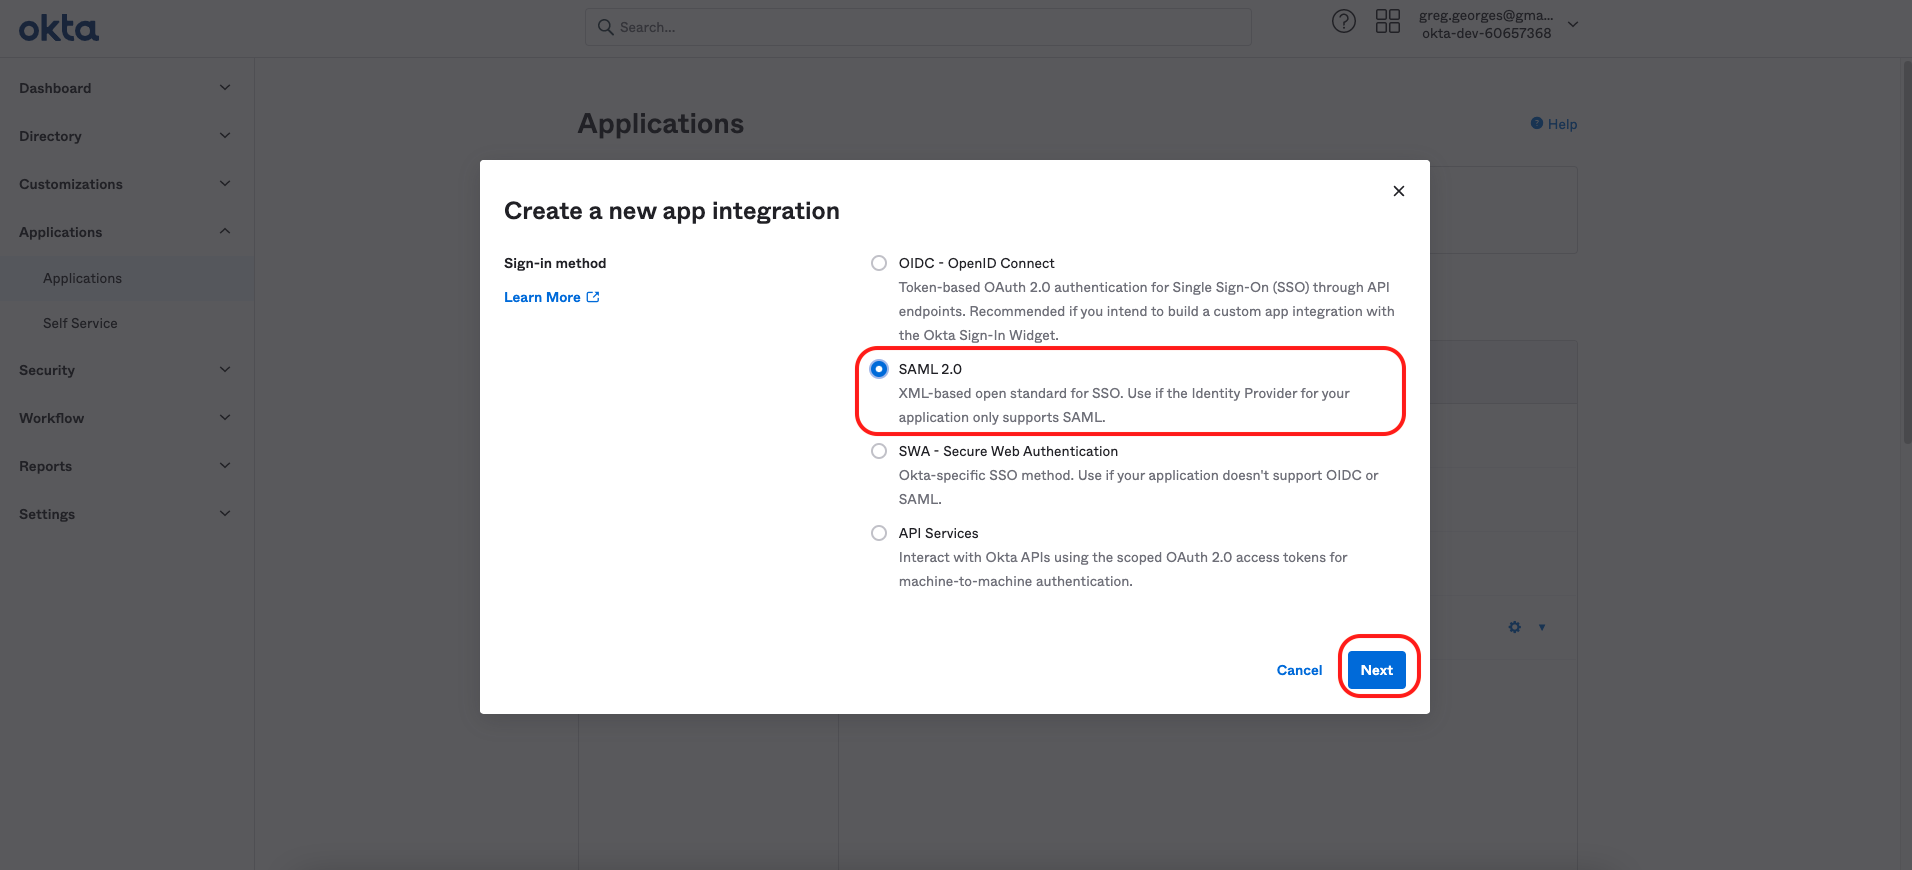 okta
Search...
greg.georges@gma...
okta-dev-60657368
Dashboard
Directory
Customizations
Applications
Applications
Self Service
Security
Workflow
Reports
Settings
Applications
Help
Create a new app integration
Sign-in method
Learn More
OIDC - OpenID Connect
Token-based OAuth 2.0 authentication for Single Sign-On (SSO) through API
endpoints. Recommended if you intend to build a custom app integration with
the Okta Sign-In Widget.
SAML 2.0
XML-based open standard for SSO. Use if the Identity Provider for your
application only supports SAML.
SWA - Secure Web Authentication
Okta-specific SSO method. Use if your application doesn't support OIDC or
SAML.
API Services
Interact with Okta APIs using the scoped OAuth 2.0 access tokens for
machine-to-machine authentication.
Cancel
Next